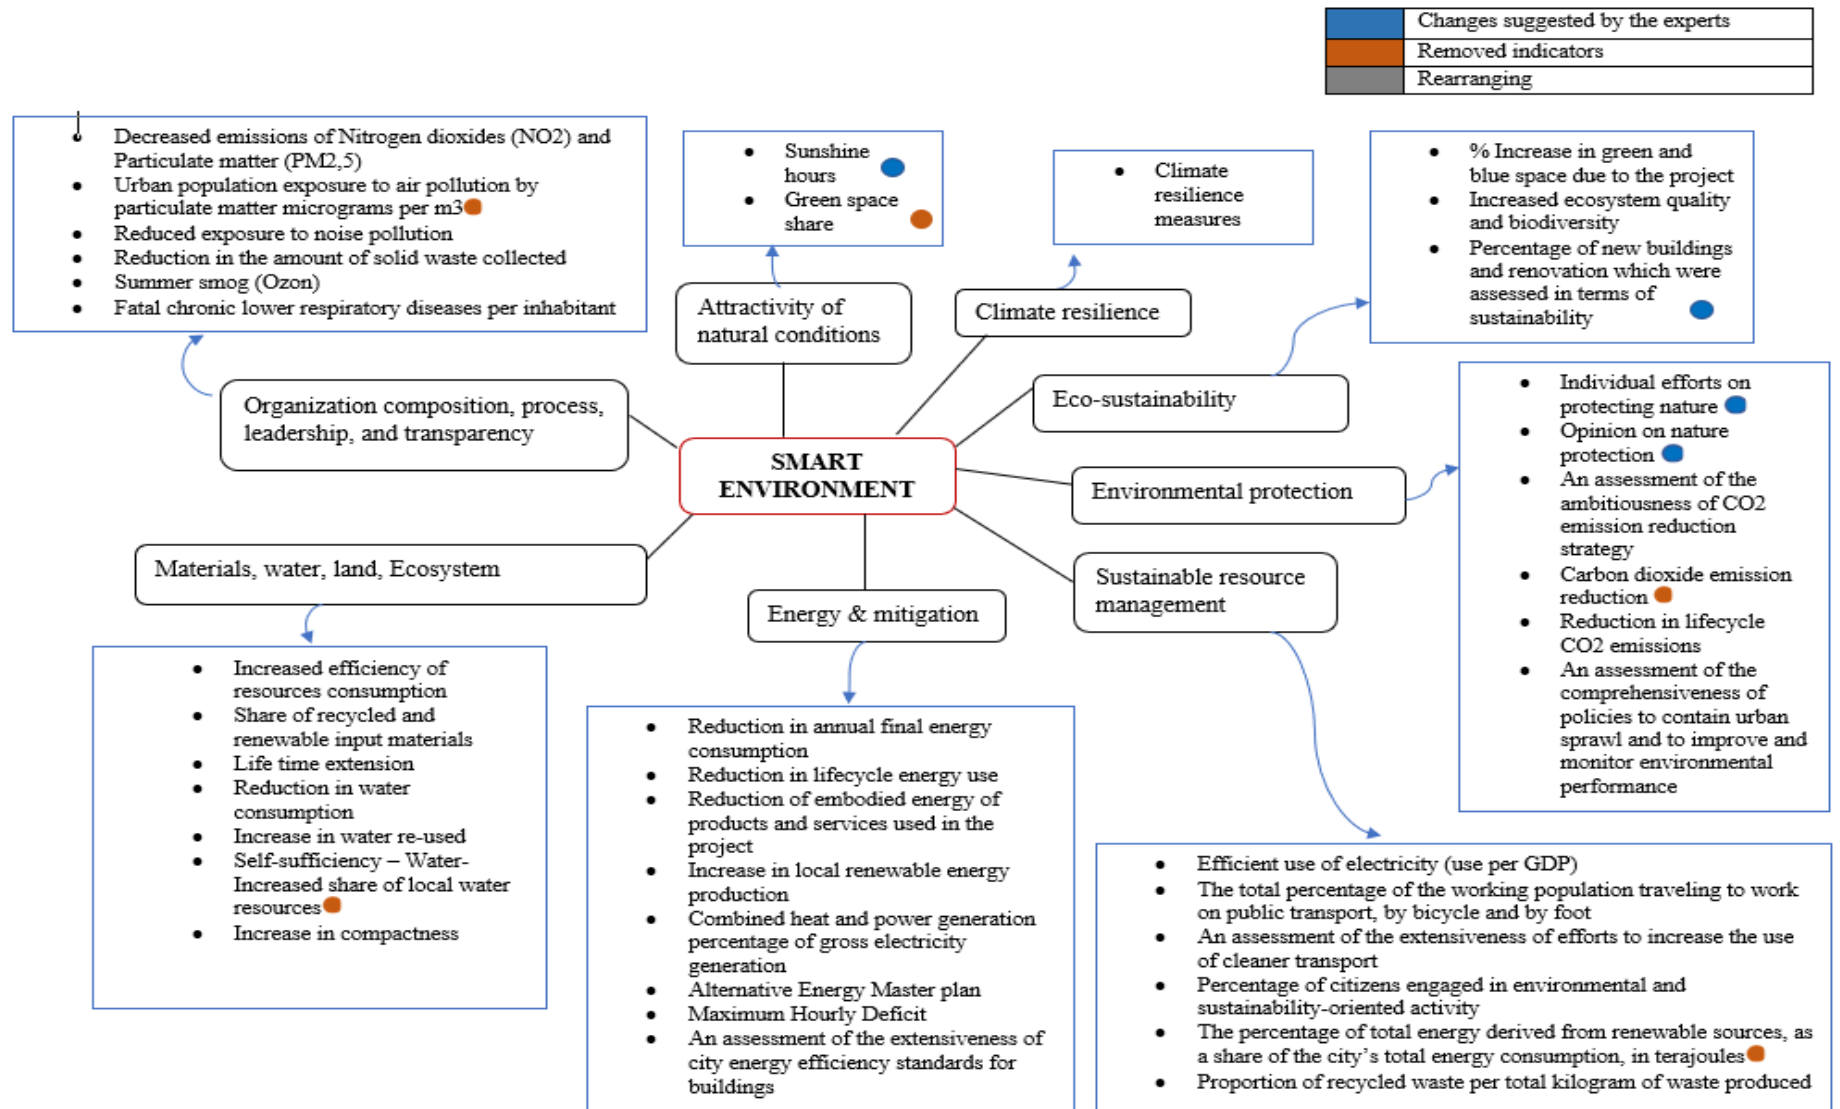 Changes suggested by the experts
Removed indicators
Rearranging
• Decreased emissions of Nitrogen dioxides (NO2) and
Particulate matter (PM2,5)
• Urban population exposure to air pollution by
particulate matter micrograms per m3
• Reduced exposure to noise pollution
• Reduction in the amount of solid waste collected
• Summer smog (Ozon)
• Fatal chronic lower respiratory diseases per inhabitant
• Sunshine
hours
• Green space
share
• Climate
resilience
measures
• % Increase in green and
blue space due to the project
• Increased ecosystem quality
and biodiversity
• Percentage of new buildings
and renovation which were
assessed in terms of
sustainability
Attractivity of
natural conditions
Climate resilience
Organization composition, process,
leadership, and transparency
Eco-sustainability
SMART
ENVIRONMENT
Environmental protection
• Individual efforts on
protecting nature
• Opinion on nature
protection
• An assessment of the
ambitiousness of CO2
emission reduction
strategy
• Carbon dioxide emission
reduction
• Reduction in lifecycle
CO2 emissions
• An assessment of the
comprehensiveness of
policies to contain urban
sprawl and to improve and
monitor environmental
performance
Materials, water, land, Ecosystem
Energy & mitigation
Sustainable resource
management
• Increased efficiency of
resources consumption
• Share of recycled and
renewable input materials
• Life time extension
• Reduction in water
consumption
• Increase in water re-used
• Self-sufficiency – Water-
Increased share of local water
resources
• Increase in compactness
• Reduction in annual final energy
consumption
• Reduction in lifecycle energy use
• Reduction of embodied energy of
products and services used in the
project
• Increase in local renewable energy
production
• Combined heat and power generation
percentage of gross electricity
generation
• Alternative Energy Master plan
• Maximum Hourly Deficit
• An assessment of the extensiveness of
city energy efficiency standards for
buildings
• Efficient use of electricity (use per GDP)
• The total percentage of the working population traveling to work
on public transport, by bicycle and by foot
• An assessment of the extensiveness of efforts to increase the use
of cleaner transport
• Percentage of citizens engaged in environmental and
sustainability-oriented activity
• The percentage of total energy derived from renewable sources, as
a share of the city’s total energy consumption, in terajoules
• Proportion of recycled waste per total kilogram of waste produced